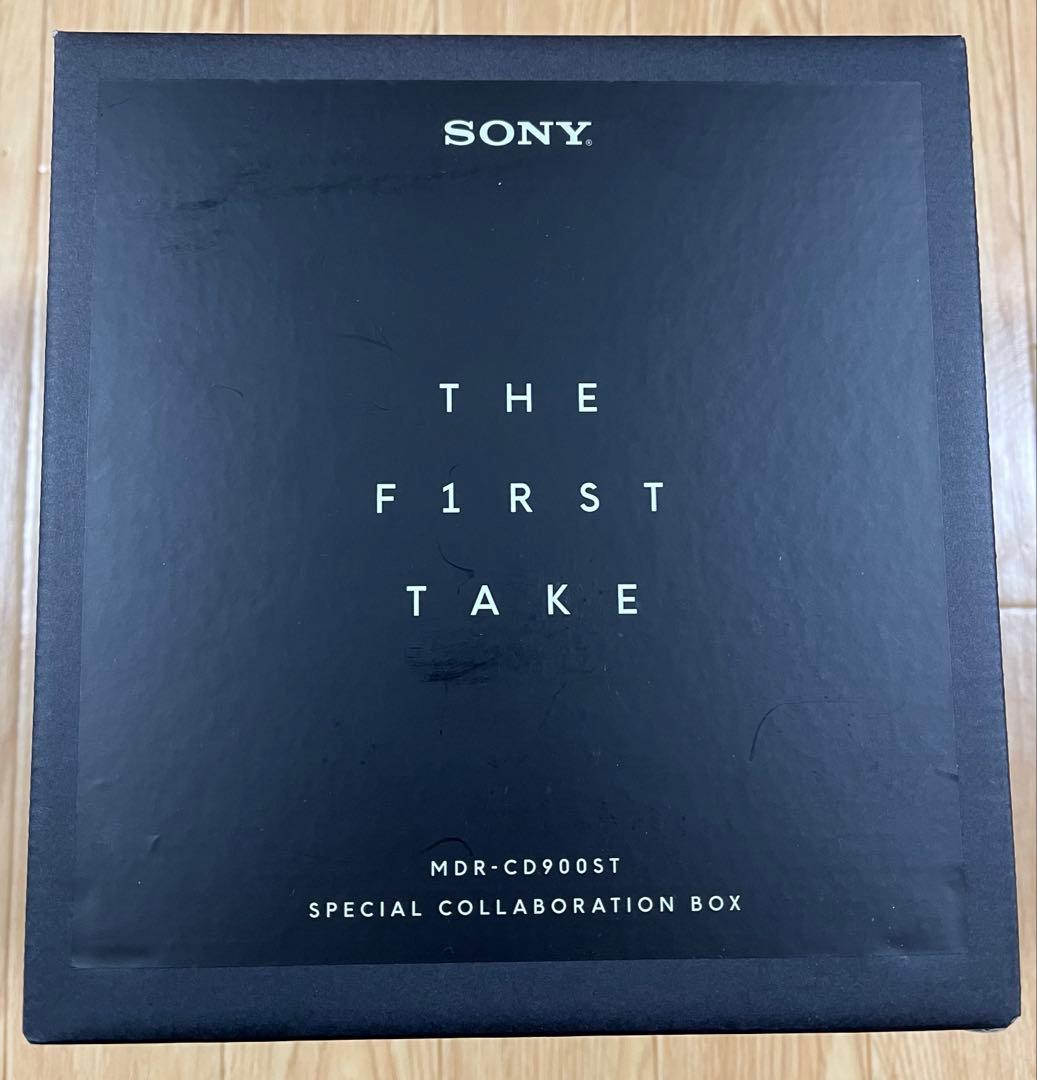 SONY®
THE
F1RST
TAKE
MDR-CD900ST
SPECIAL COLLABORATION BOX